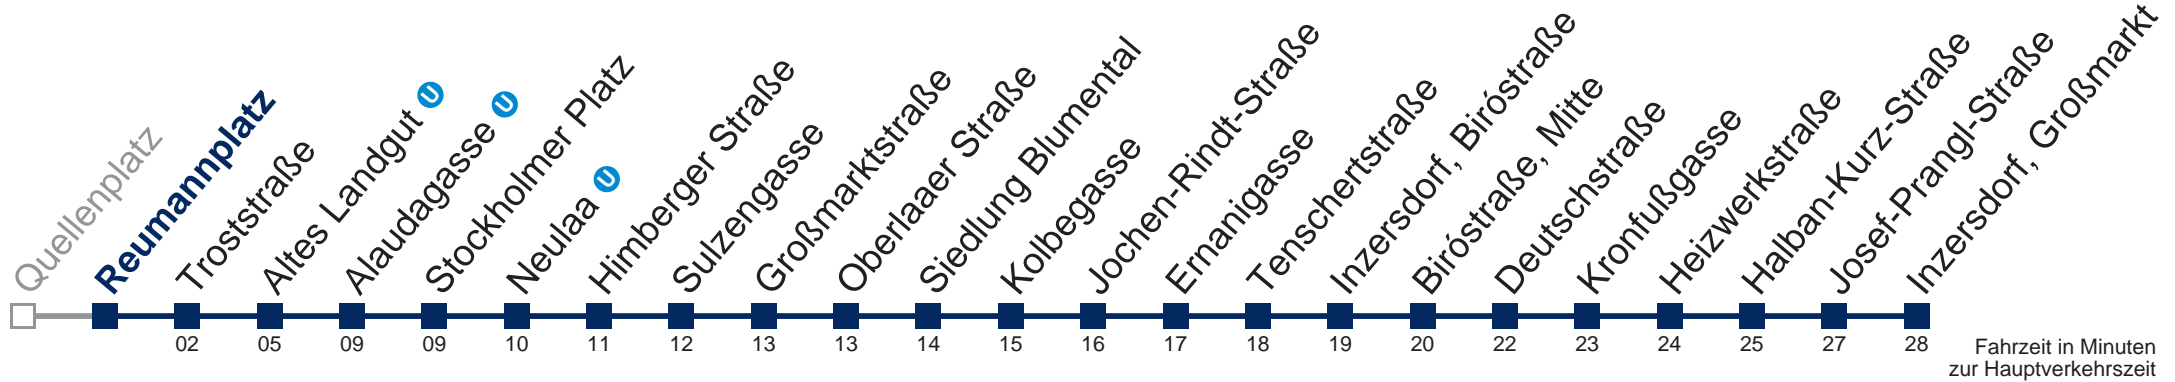 Quellenplatz
Reumannplatz
Troststraße
Altes Landgut U
Alaudagasse U
Stockholmer Platz
Neulaa U
Himberger Straße
Sulzengasse
Großmarktstraße
Oberlaaer Straße
Siedlung Blumental
Kolbegasse
Jochen-Rindt-Straße
Ernanigasse
Tenschertstraße
Inzersdorf, Biróstraße
Biróstraße, Mitte
Deutschstraße
Kronfußgasse
Heizwerkstraße
Halban-Kurz-Straße
Josef-Prangl-Straße
Inzersdorf, Großmarkt
02 05 09 09 10 11 12 13 13 14 15 16 17 18 19 20 22 23 24 25 27 28
Fahrzeit in Minuten
zur Hauptverkehrszeit